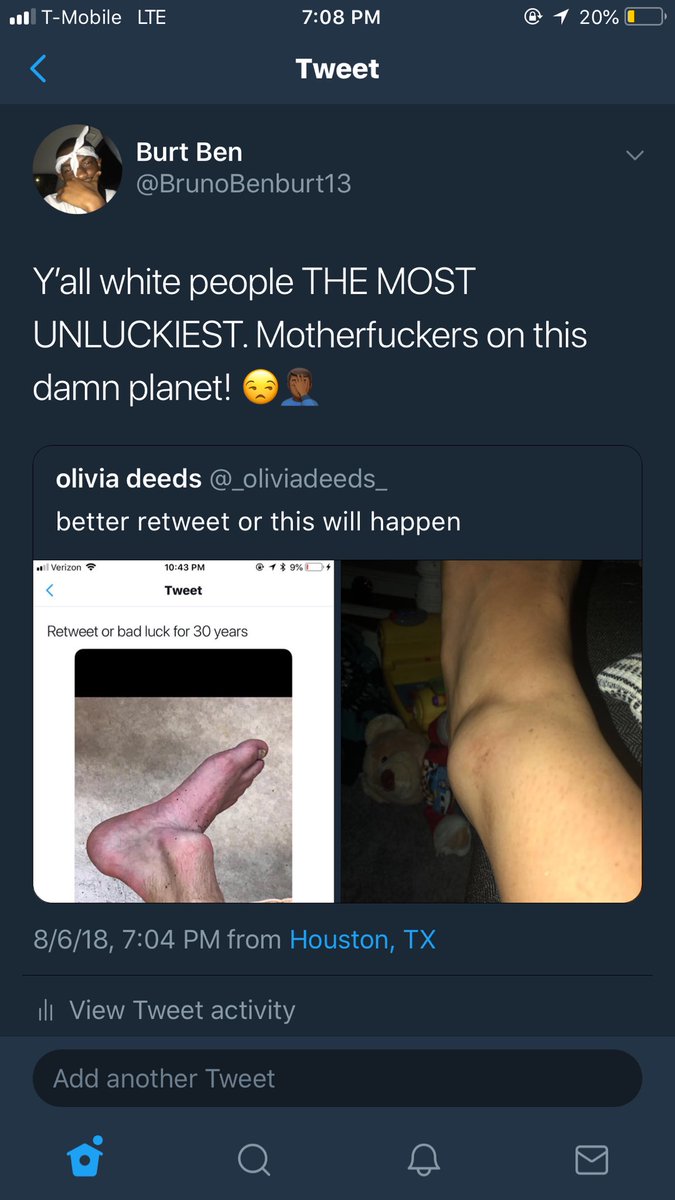 T-Mobile LTE 7:08 PM 20%
Tweet
Burt Ben
@BrunoBenburt13
Y'all white people THE MOST
UNLUCKIEST. Motherfuckers on this
damn planet! 😒🤦🏾‍♂️
olivia deeds @_oliviadeeds_
better retweet or this will happen
Verizon 10:43 PM 9%
Tweet
Retweet or bad luck for 30 years
8/6/18, 7:04 PM from Houston, TX
View Tweet activity
Add another Tweet